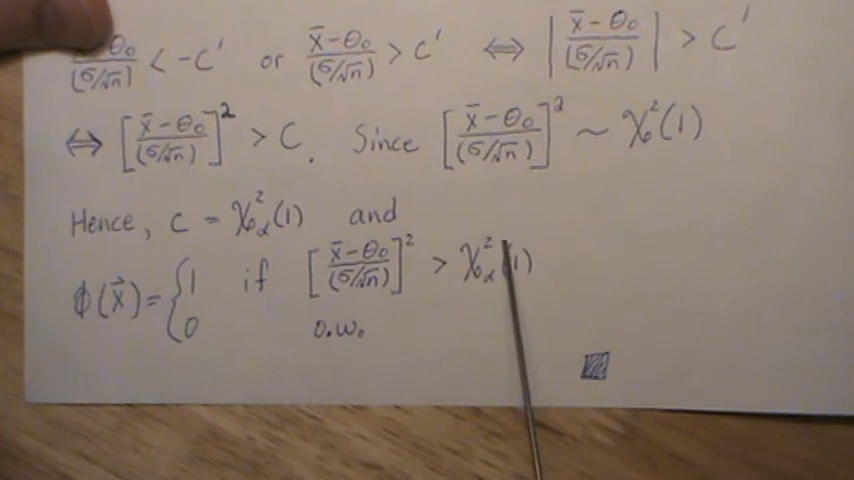 θ₀/(σ/√n) < -c' or (x̄-θ₀)/(σ/√n) > c' ⟺ |(x̄-θ₀)/(σ/√n)| > c'
⟺ [(x̄-θ₀)/(σ/√n)]² > c. Since [(x̄-θ₀)/(σ/√n)]² ~ χ²(1)
Hence, c = χ²_α(1) and
φ(x⃗) = { 1 if [(x̄-θ₀)/(σ/√n)]² > χ²_α(1)
0 o.w.